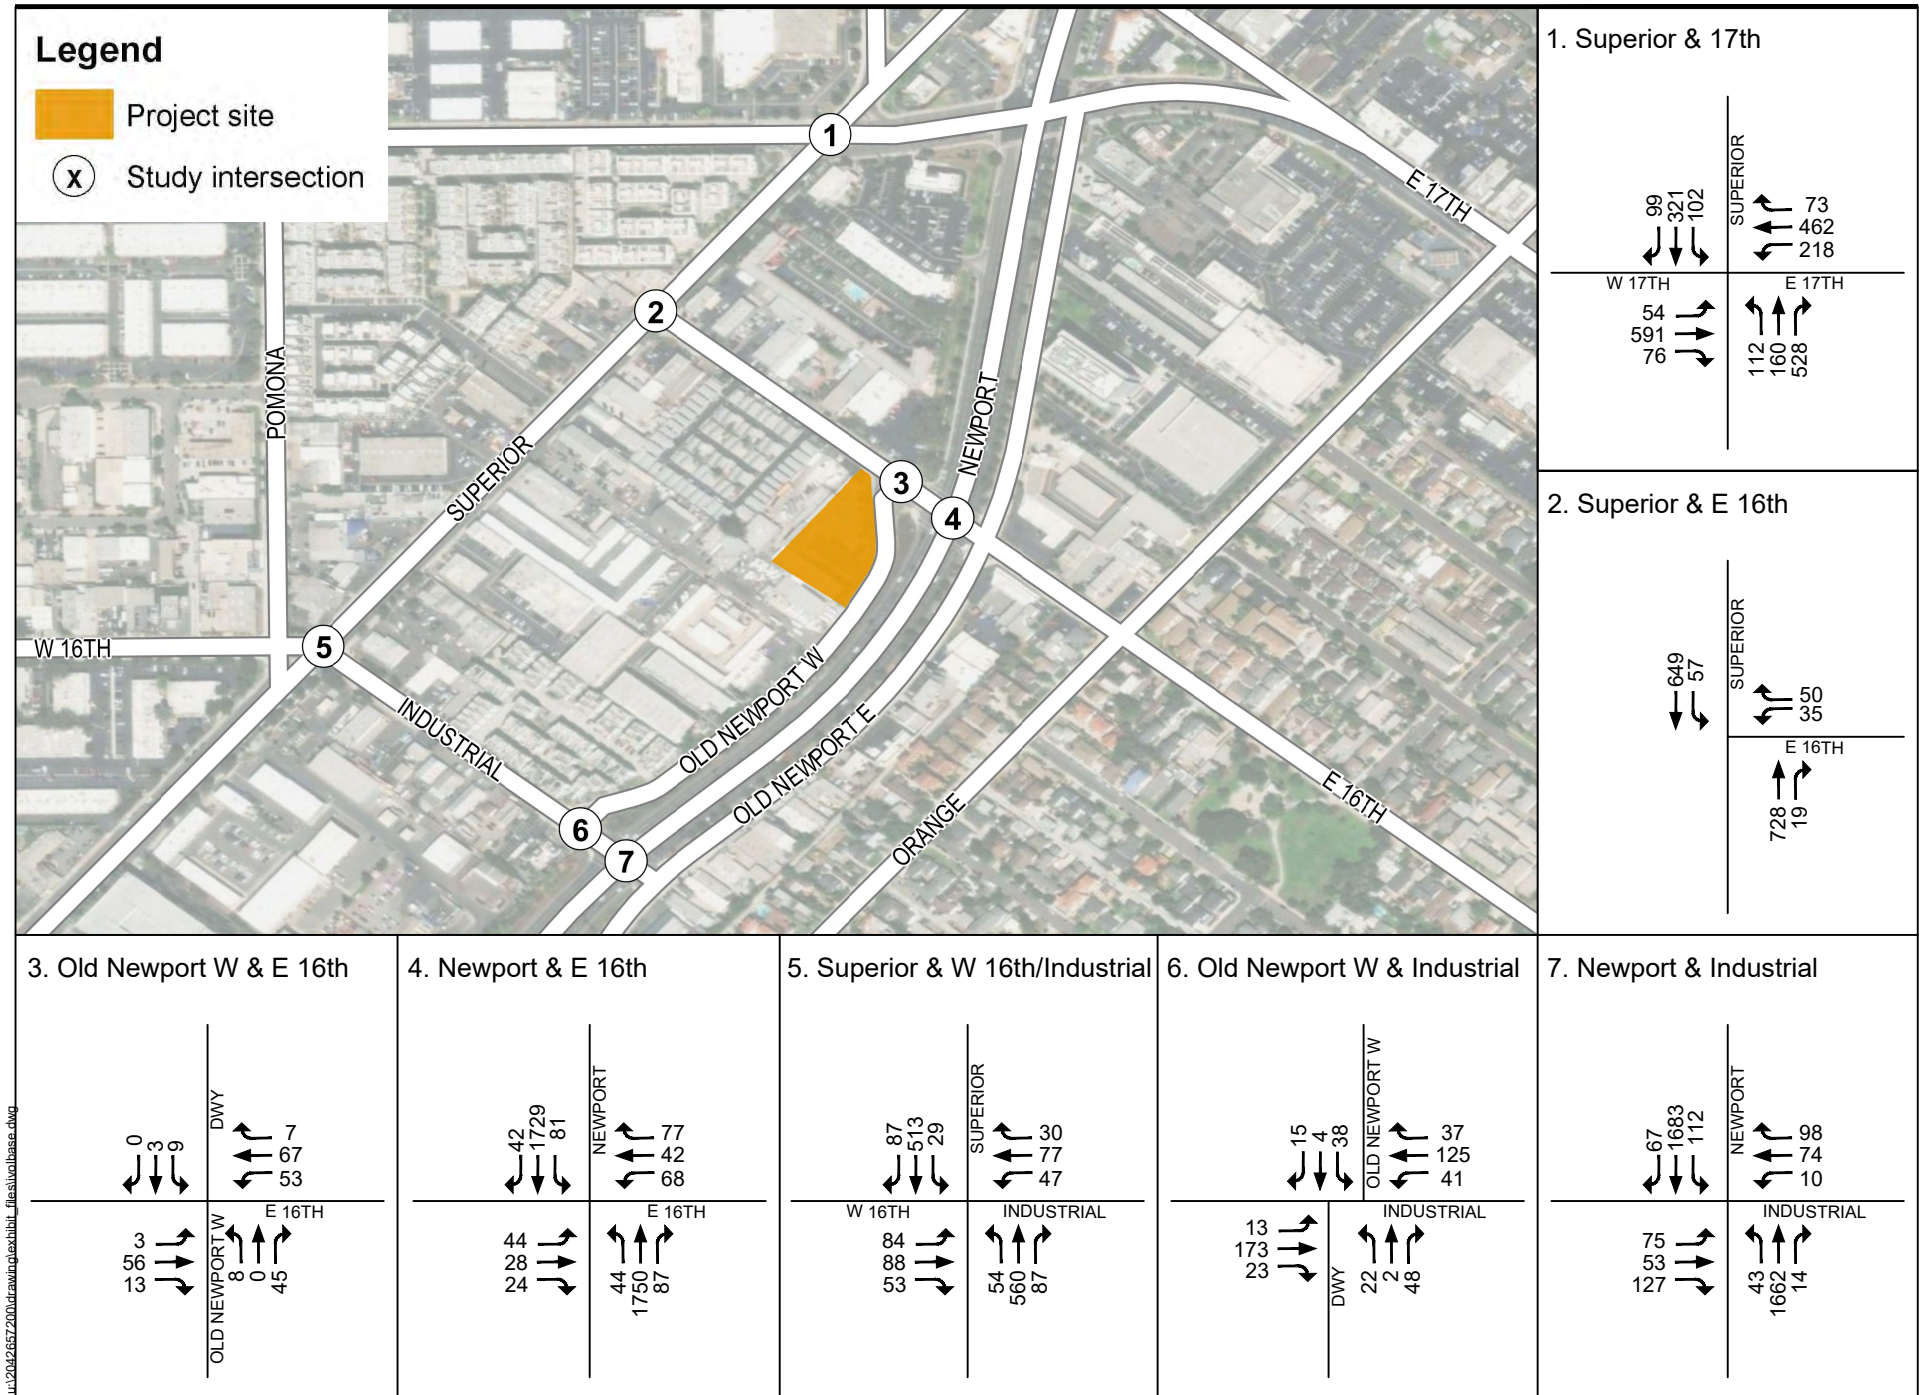 Legend
Project site
X Study intersection
1
2
3
4
5
6
7
E 17TH
POMONA
SUPERIOR
NEWPORT
W 16TH
INDUSTRIAL
OLD NEWPORT W
OLD NEWPORT E
ORANGE
E 16TH
1. Superior & 17th
SUPERIOR
99 321 102
73
462
218
W 17TH E 17TH
54
591
76
112 160 528
2. Superior & E 16th
SUPERIOR
649 57
50
35
E 16TH
728 19
3. Old Newport W & E 16th
DWY
0 3 9
7
67
53
E 16TH
3
56
13
OLD NEWPORT W
8 0 45
4. Newport & E 16th
NEWPORT
42 1729 81
77
42
68
E 16TH
44
28
24
44 1750 87
5. Superior & W 16th/Industrial
SUPERIOR
87 513 29
30
77
47
W 16TH INDUSTRIAL
84
88
53
54 560 87
6. Old Newport W & Industrial
OLD NEWPORT W
15 4 38
37
125
41
INDUSTRIAL
13
173
23
DWY
22 2 48
7. Newport & Industrial
NEWPORT
67 1683 112
98
74
10
INDUSTRIAL
75
53
127
43 1662 14
u:\2042657200\drawing\exhibit_files\ivolbase.dwg